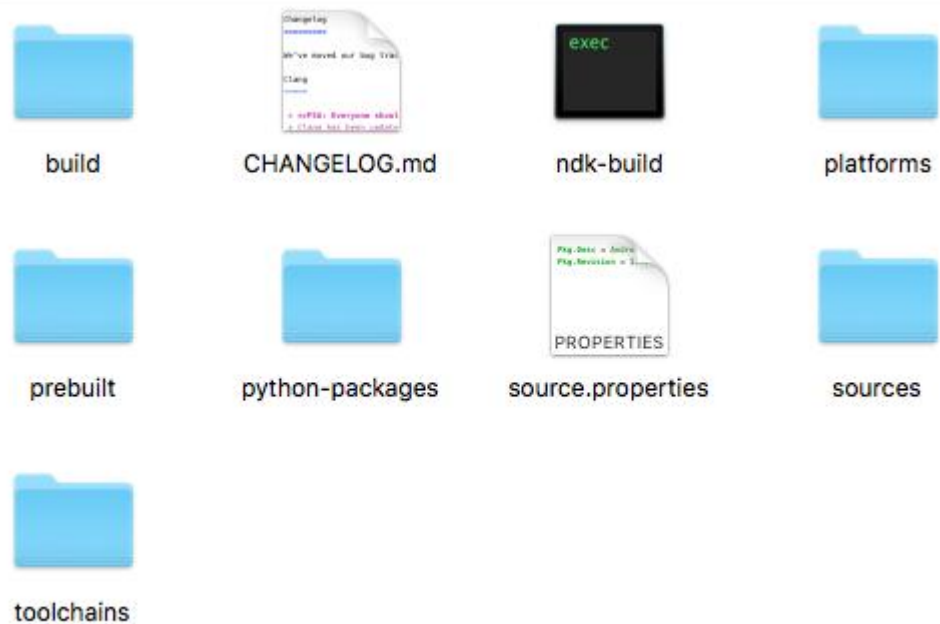 Changelog
We've moved our bug trac
Clang
exec
build
CHANGELOG.md
ndk-build
platforms
Pkg.Desc = Andro
Pkg.Revision = 1
PROPERTIES
prebuilt
python-packages
source.properties
sources
toolchains